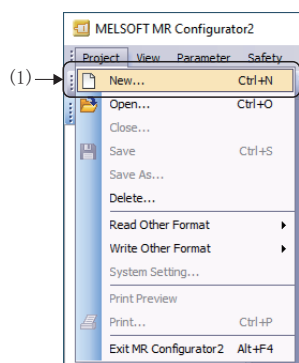 MELSOFT MR Configurator2
Project View Parameter Safety
(1)
New... Ctrl+N
Open... Ctrl+O
Close...
Save Ctrl+S
Save As...
Delete...
Read Other Format
Write Other Format
System Setting...
Print Preview
Print... Ctrl+P
Exit MR Configurator2 Alt+F4